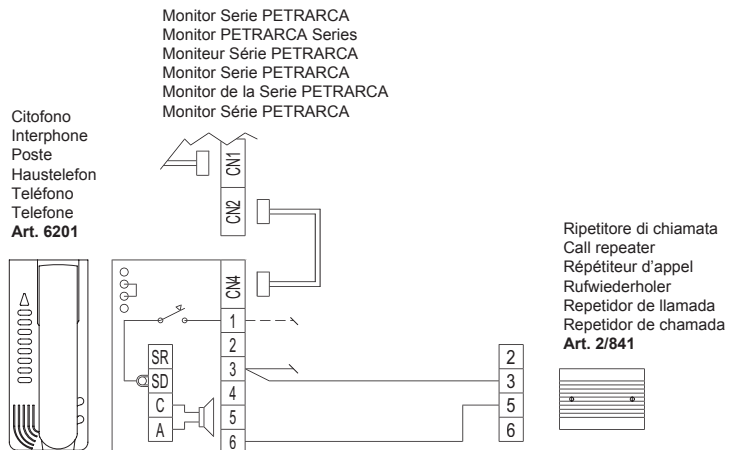 Monitor Serie PETRARCA
Monitor PETRARCA Series
Moniteur Série PETRARCA
Monitor Serie PETRARCA
Monitor de la Serie PETRARCA
Monitor Série PETRARCA
Citofono
Interphone
Poste
Haustelefon
Teléfono
Telefone
Art. 6201
CN1
CN2
CN4
1
2
3
4
5
6
SR
SD
C
A
Ripetitore di chiamata
Call repeater
Répétiteur d’appel
Rufwiederholer
Repetidor de llamada
Repetidor de chamada
Art. 2/841
2
3
5
6